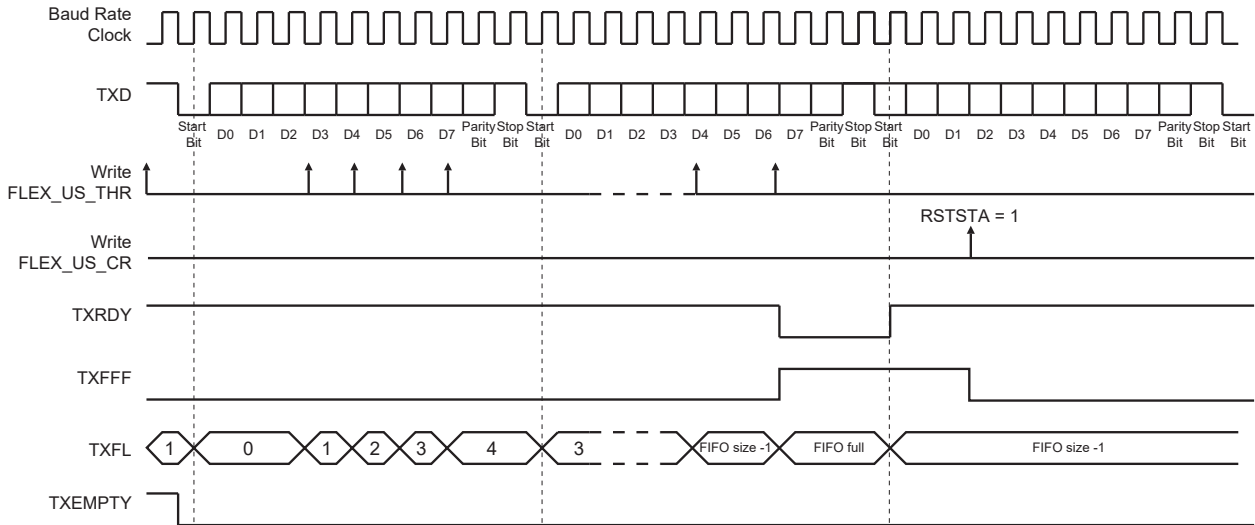 Baud Rate
Clock
TXD
Start
Bit
D0 D1 D2 D3 D4 D5 D6 D7
Parity
Bit
Stop
Bit
Start
Bit
D0 D1 D2 D3 D4 D5 D6 D7
Parity
Bit
Stop
Bit
Start
Bit
D0 D1 D2 D3 D4 D5 D6 D7
Parity
Bit
Stop
Bit
Start
Bit
Write
FLEX_US_THR
RSTSTA = 1
Write
FLEX_US_CR
TXRDY
TXFFF
TXFL 1 0 1 2 3 4 3 FIFO size -1 FIFO full FIFO size -1
TXEMPTY